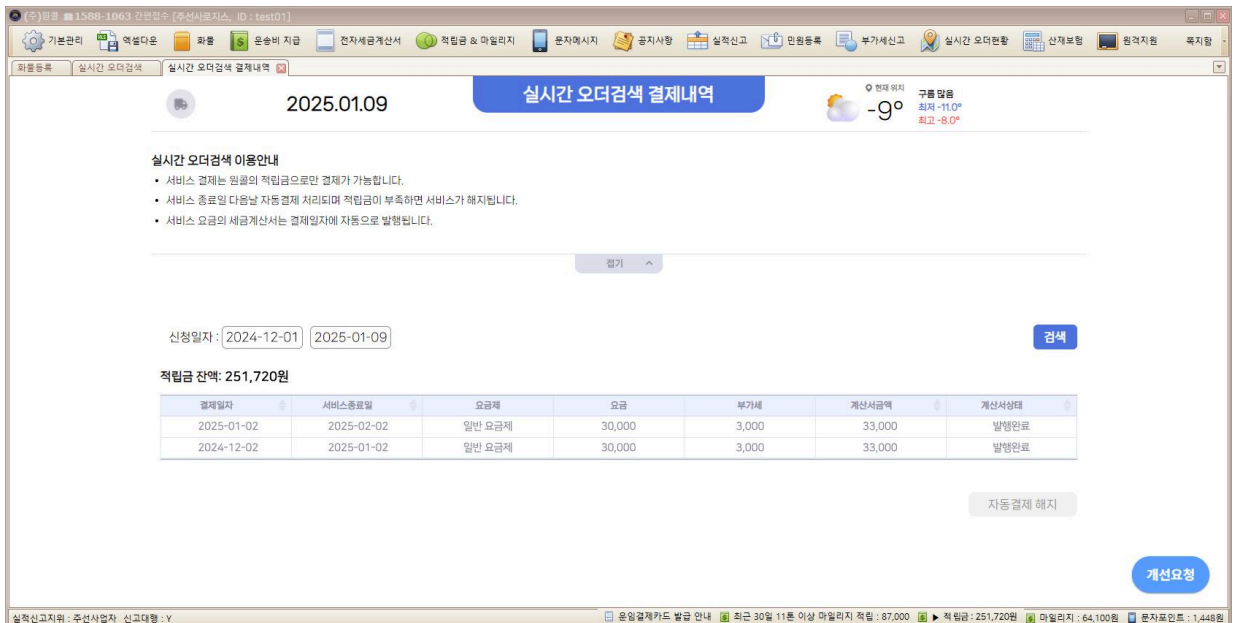 (주)원콜 ☎1588-1063 간편접수 [주선사로지스, ID : test01]
기본관리 엑셀다운 화물 운송비 지급 전자세금계산서 적립금 & 마일리지 문자메시지 공지사항 실적신고 민원등록 부가세신고 실시간 오더현황 산재보험 원격지원 쪽지함
화물등록 실시간 오더검색 실시간 오더검색 결제내역
2025.01.09 실시간 오더검색 결제내역
현재 위치
-9°
구름 많음
최저 -11.0°
최고 -8.0°
실시간 오더검색 이용안내
• 서비스 결제는 원콜의 적립금으로만 결제가 가능합니다.
• 서비스 종료일 다음날 자동결제 처리되며 적립금이 부족하면 서비스가 해지됩니다.
• 서비스 요금의 세금계산서는 결제일자에 자동으로 발행됩니다.
접기
신청일자 : 2024-12-01 2025-01-09 검색
적립금 잔액: 251,720원
결제일자 서비스종료일 요금제 요금 부가세 계산서금액 계산서상태
2025-01-02 2025-02-02 일반 요금제 30,000 3,000 33,000 발행완료
2024-12-02 2025-01-02 일반 요금제 30,000 3,000 33,000 발행완료
자동결제 해지
개선요청
실적신고지위 : 주선사업자 신고대행 : Y 운임결제카드 발급 안내 최근 30일 11톤 이상 마일리지 적립 : 87,000 ▶ 적립금 : 251,720원 마일리지 : 64,100원 문자포인트 : 1,448원